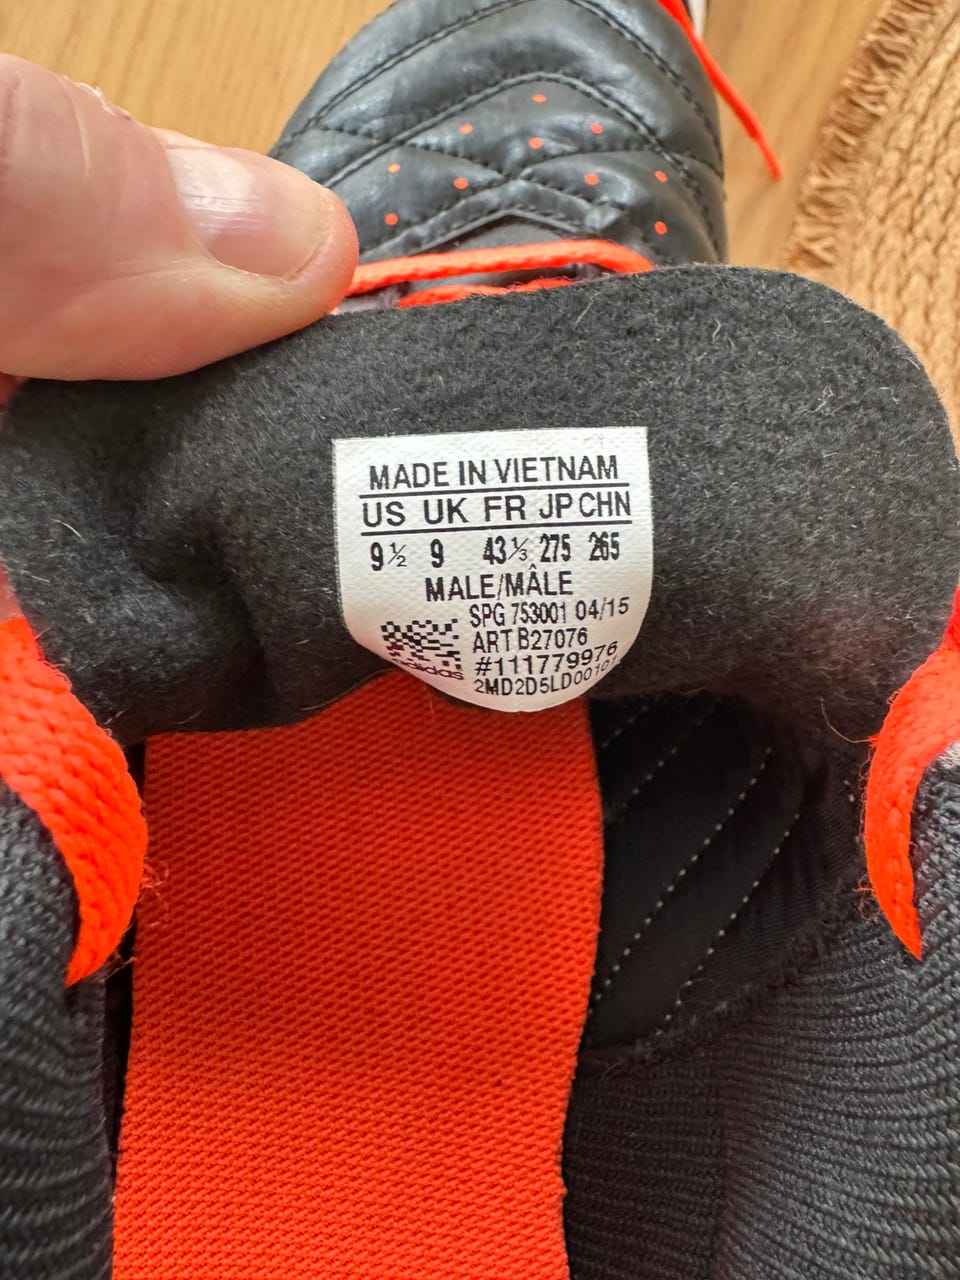 MADE IN VIETNAM
US UK FR JP CHN
9½ 9 43⅓ 275 265
MALE/MÂLE
SPG 753001 04/15
ART B27076
#111779976
adidas